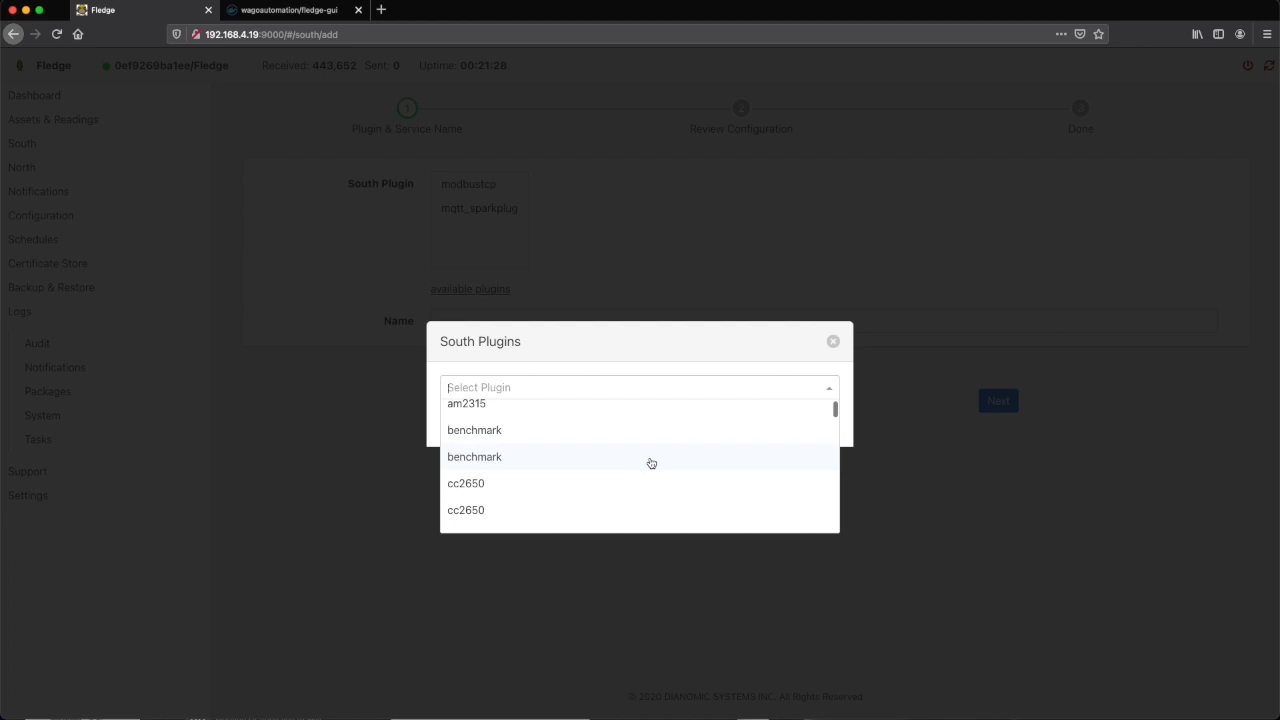 Fledge
wagoautomation/fledge-gui
192.168.4.19:9000/#/south/add
Fledge
0ef9269ba1ee/Fledge
Received: 443,652 Sent: 0 Uptime: 00:21:28
Dashboard
Assets & Readings
South
North
Notifications
Configuration
Schedules
Certificate Store
Backup & Restore
Logs
Audit
Notifications
Packages
System
Tasks
Support
Settings
1
2
3
Plugin & Service Name
Review Configuration
Done
South Plugin
modbustcp
mqtt_sparkplug
available plugins
Name
South Plugins
Select Plugin
am2315
benchmark
benchmark
cc2650
cc2650
Next
© 2020 DIANOMIC SYSTEMS INC. All Rights Reserved.